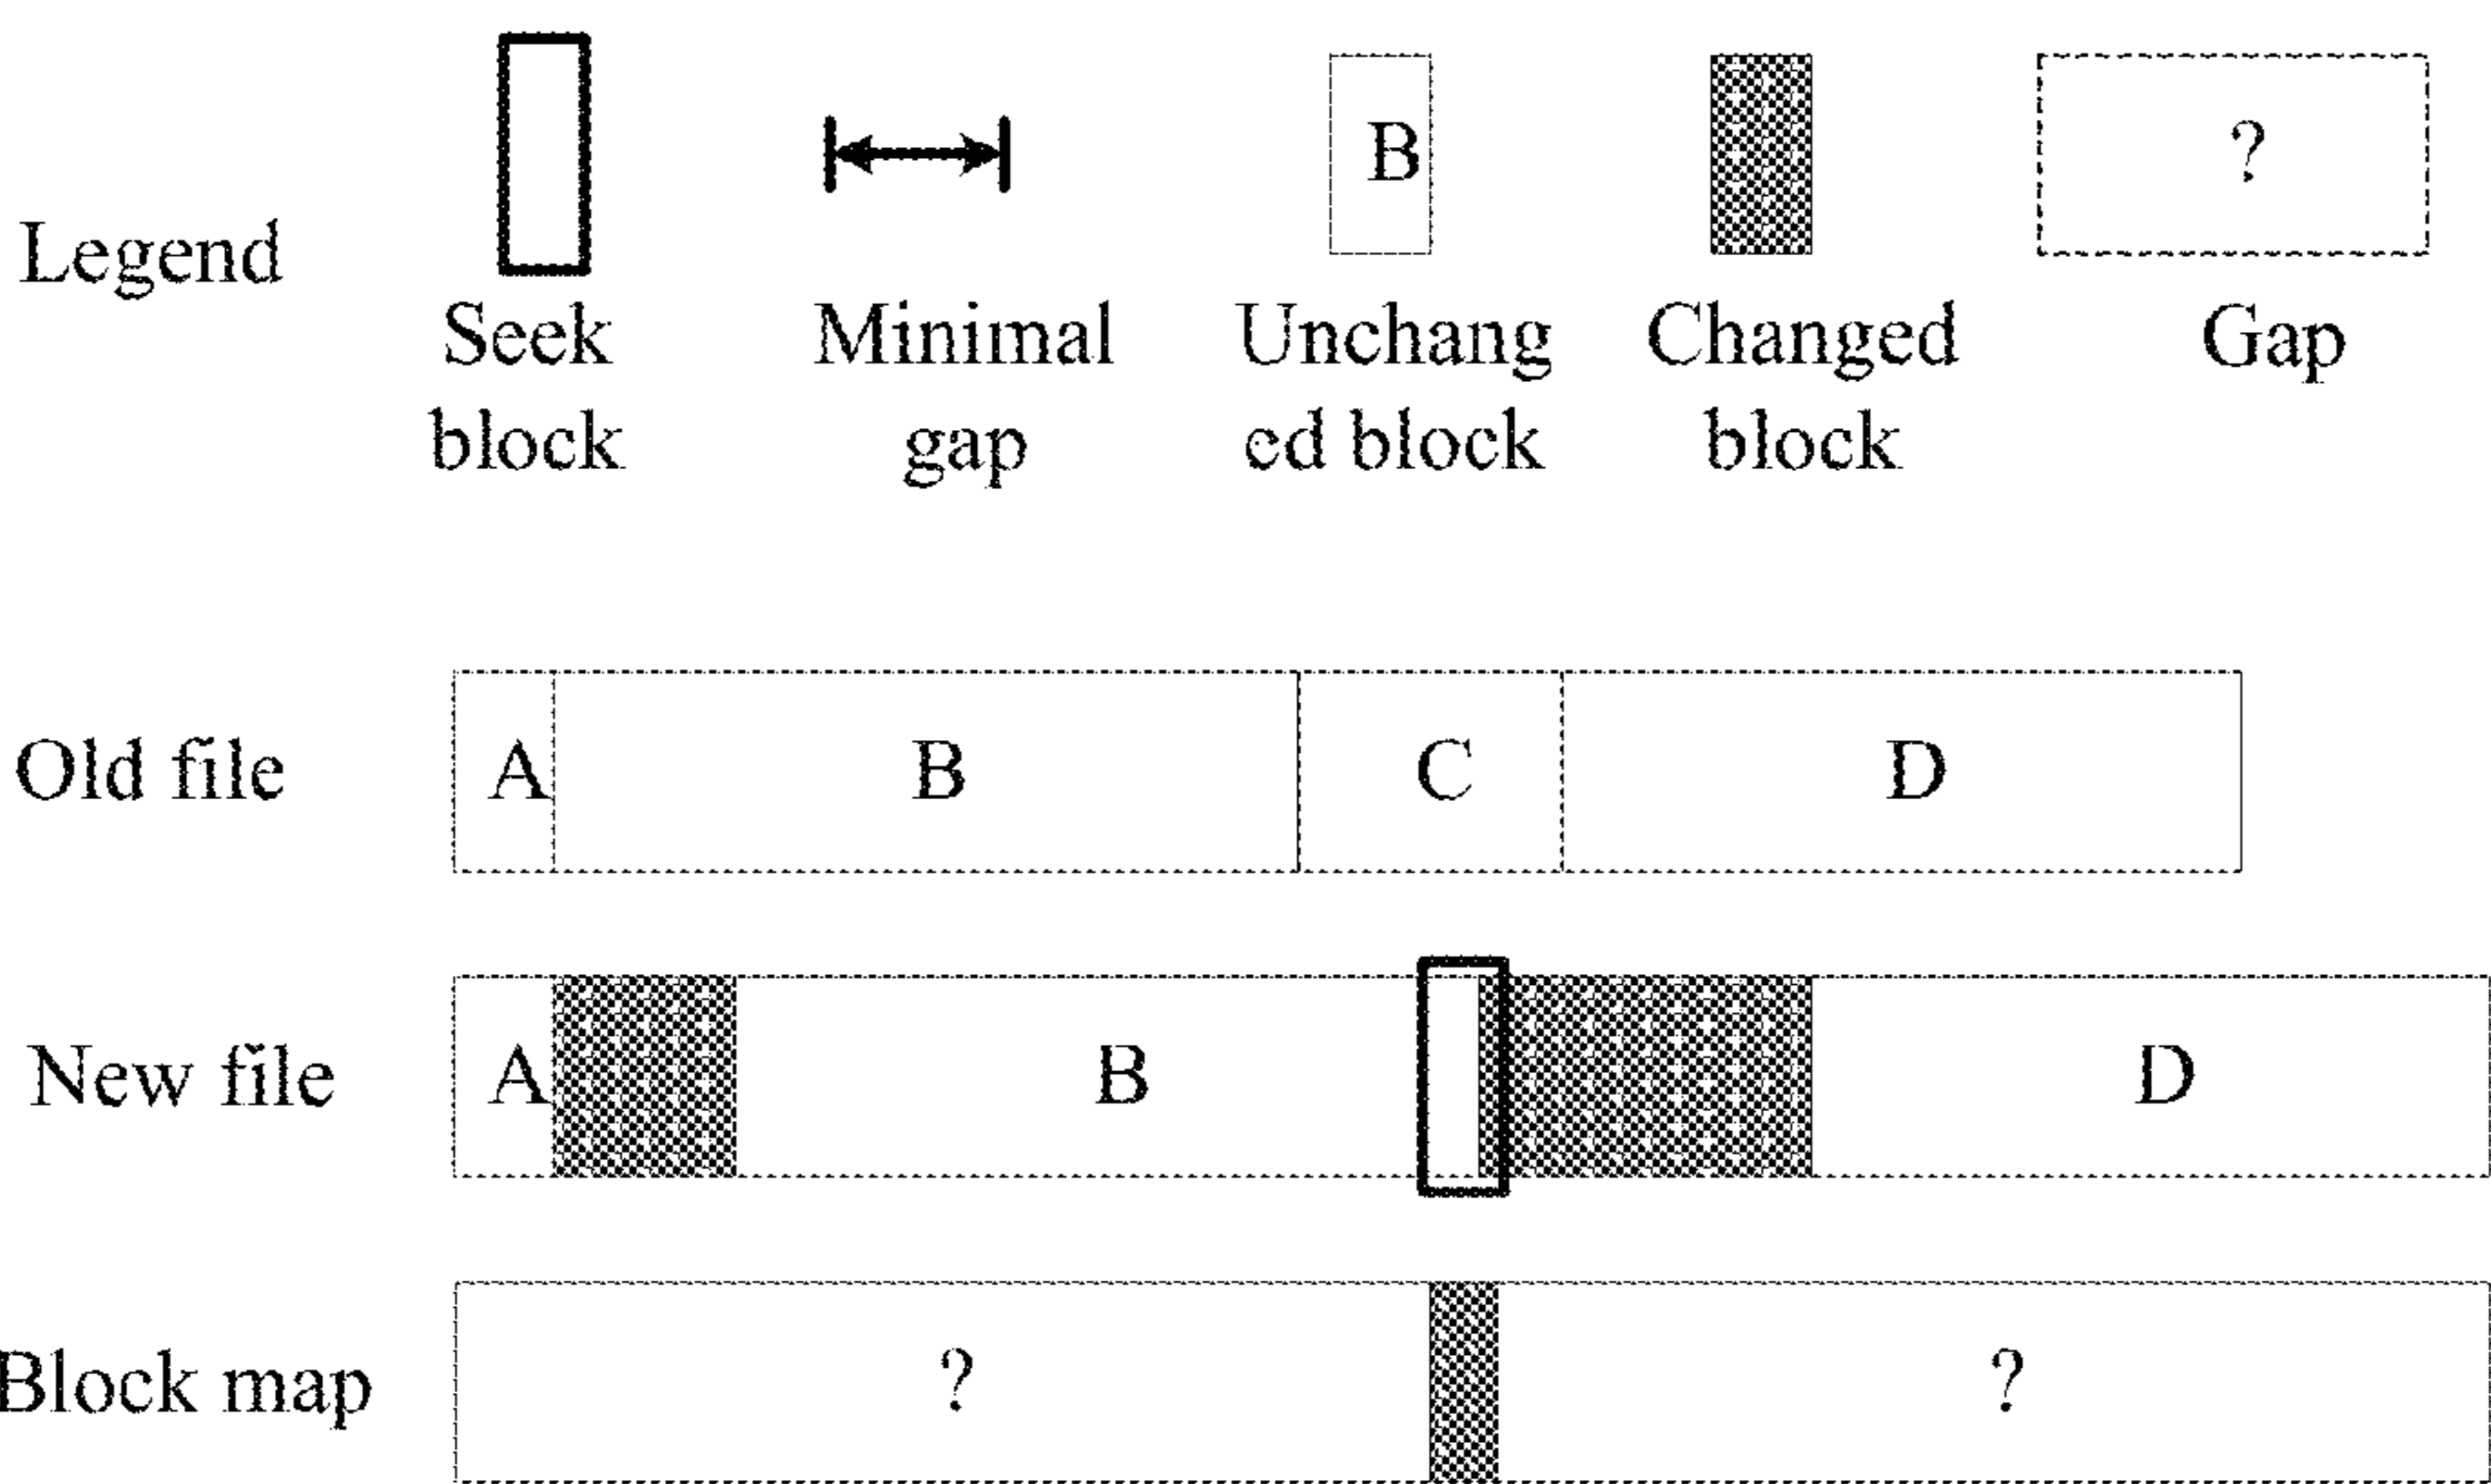 B ?
Legend
Seek Minimal Unchang Changed Gap
block gap ed block block
Old file A B C D
New file A B D
Block map ? ?